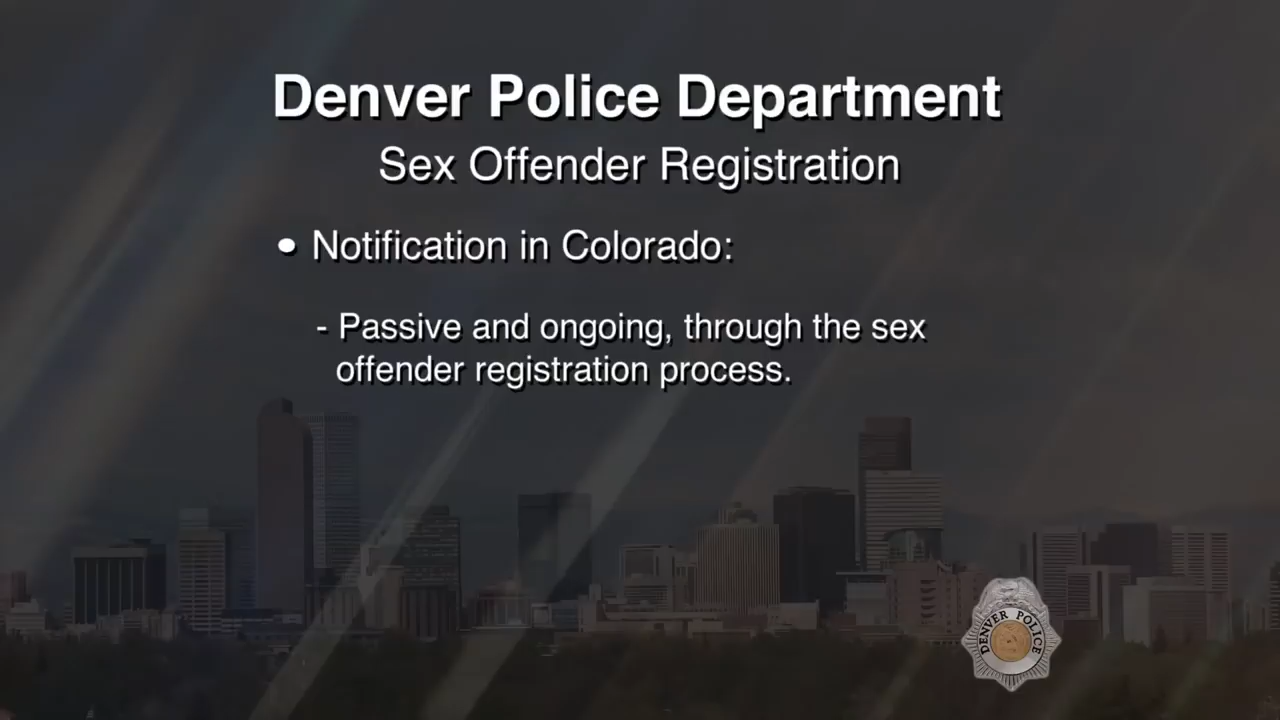 Denver Police Department
Sex Offender Registration
• Notification in Colorado:
- Passive and ongoing, through the sex
offender registration process.
DENVER POLICE